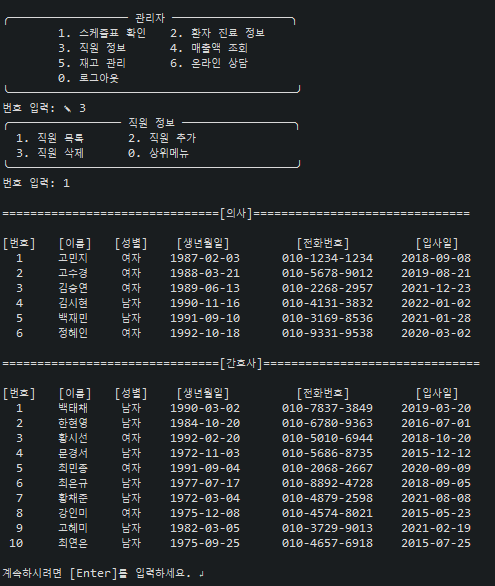 관리자
1. 스케줄표 확인 2. 환자 진료 정보
3. 직원 정보 4. 매출액 조회
5. 재고 관리 6. 온라인 상담
0. 로그아웃
번호 입력: ✎ 3
직원 정보
1. 직원 목록 2. 직원 추가
3. 직원 삭제 0. 상위메뉴
번호 입력: 1
===============================[의사]===============================
[번호] [이름] [성별] [생년월일] [전화번호] [입사일]
1 고민지 여자 1987-02-03 010-1234-1234 2018-09-08
2 고수경 여자 1988-03-21 010-5678-9012 2019-08-21
3 김승연 여자 1989-06-13 010-2268-2957 2021-12-23
4 김시현 남자 1990-11-16 010-4131-3832 2022-01-02
5 백재민 남자 1991-09-10 010-3169-8536 2021-01-28
6 정혜인 여자 1992-10-18 010-9331-9538 2020-03-02
===============================[간호사]===============================
[번호] [이름] [성별] [생년월일] [전화번호] [입사일]
1 백태채 남자 1990-03-02 010-7837-3849 2019-03-20
2 한현영 남자 1984-10-20 010-6780-9363 2016-07-01
3 황시선 여자 1992-02-20 010-5010-6944 2018-10-20
4 문경서 남자 1972-11-03 010-5686-8735 2015-12-12
5 최민종 여자 1991-09-04 010-2068-2667 2020-09-09
6 최은규 남자 1977-07-17 010-8892-4728 2018-09-05
7 황채준 남자 1972-03-04 010-4879-2598 2021-08-08
8 강인미 여자 1975-12-08 010-4574-8021 2015-05-23
9 고혜미 남자 1982-03-05 010-3729-9013 2021-02-19
10 최연은 남자 1975-09-25 010-4657-6918 2015-07-25
계속하시려면 [Enter]를 입력하세요. ↲